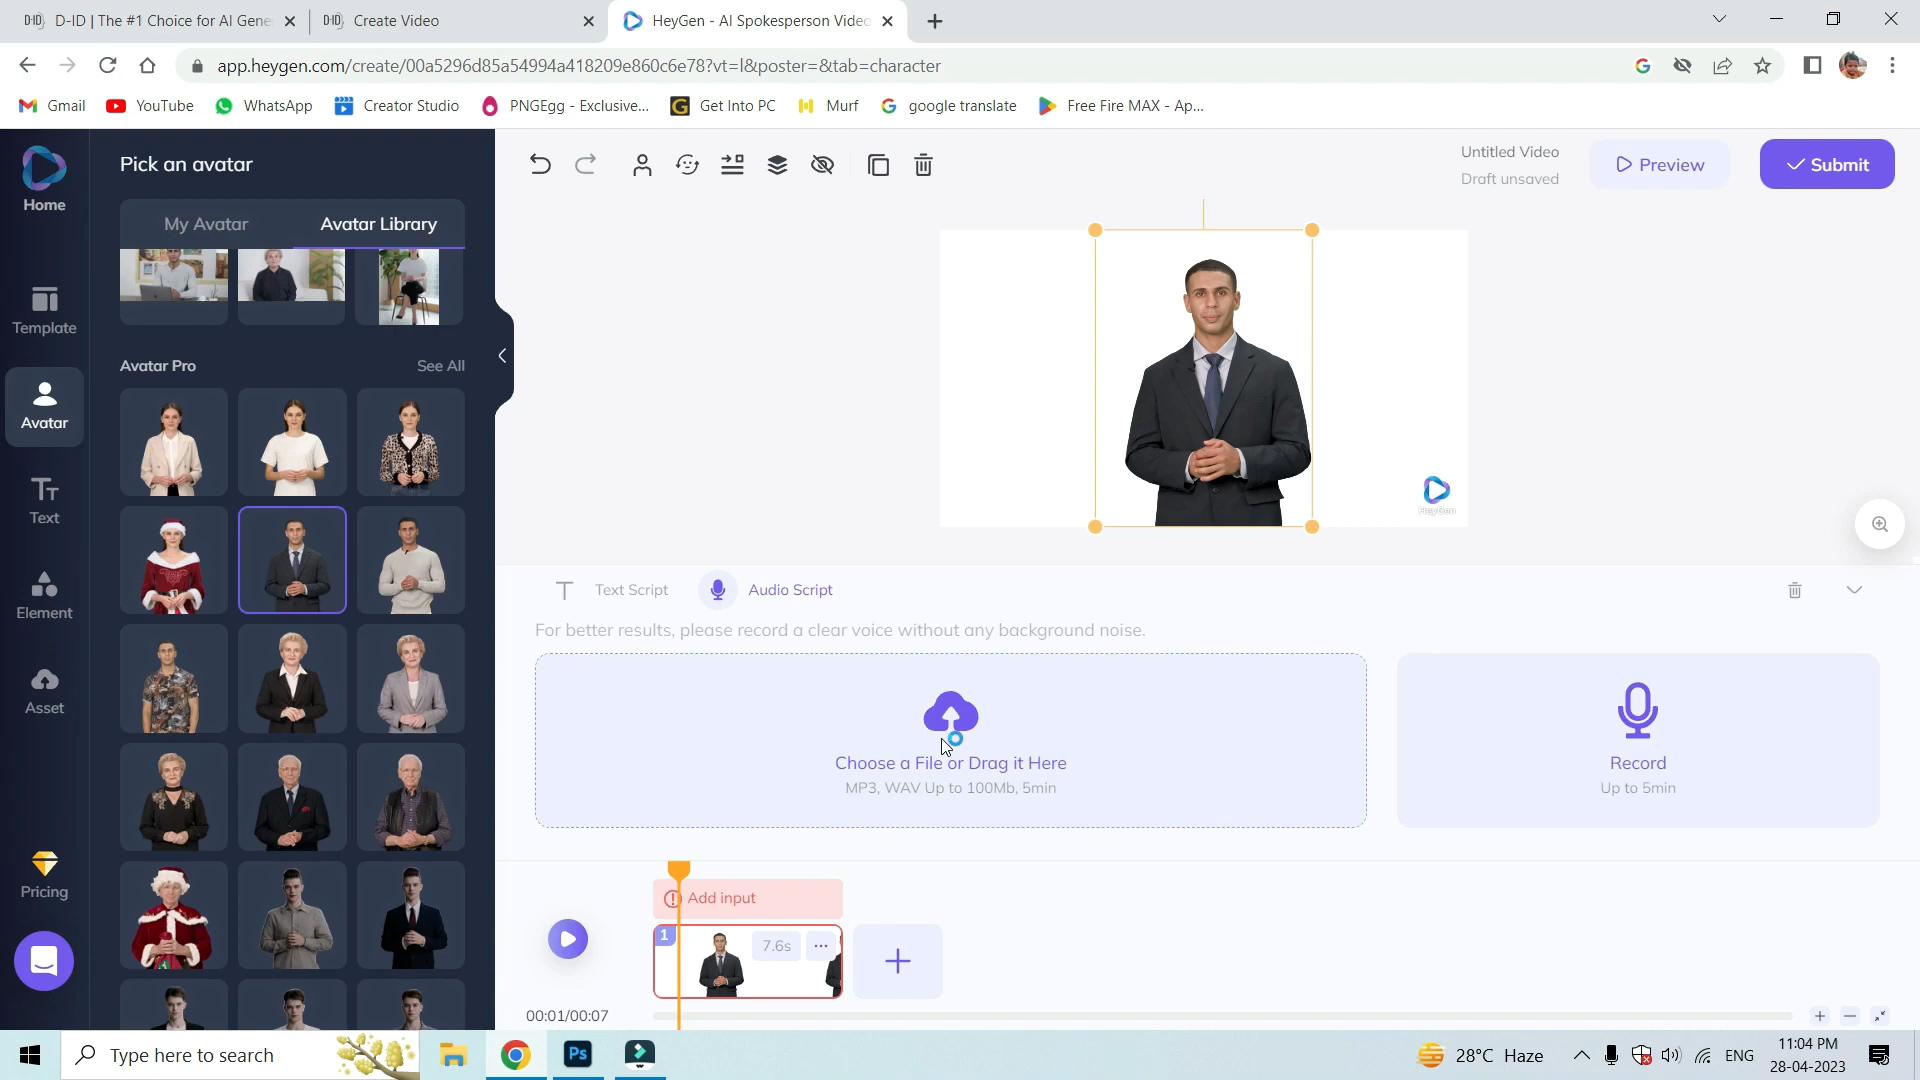 D-ID | The #1 Choice for AI Gene
Create Video
HeyGen - AI Spokesperson Video
app.heygen.com/create/00a5296d85a54994a418209e860c6e78?vt=l&poster=&tab=character
Gmail
YouTube
WhatsApp
Creator Studio
PNGEgg - Exclusive...
Get Into PC
Murf
google translate
Free Fire MAX - Ap...
Home
Template
Avatar
Text
Element
Asset
Pricing
Pick an avatar
My Avatar
Avatar Library
Avatar Pro
See All
Untitled Video
Draft unsaved
Preview
Submit
HeyGen
Text Script
Audio Script
For better results, please record a clear voice without any background noise.
Choose a File or Drag it Here
MP3, WAV Up to 100Mb, 5min
Record
Up to 5min
Add input
1
7.6s
00:01/00:07
Type here to search
Ps
28°C Haze
ENG
11:04 PM
28-04-2023